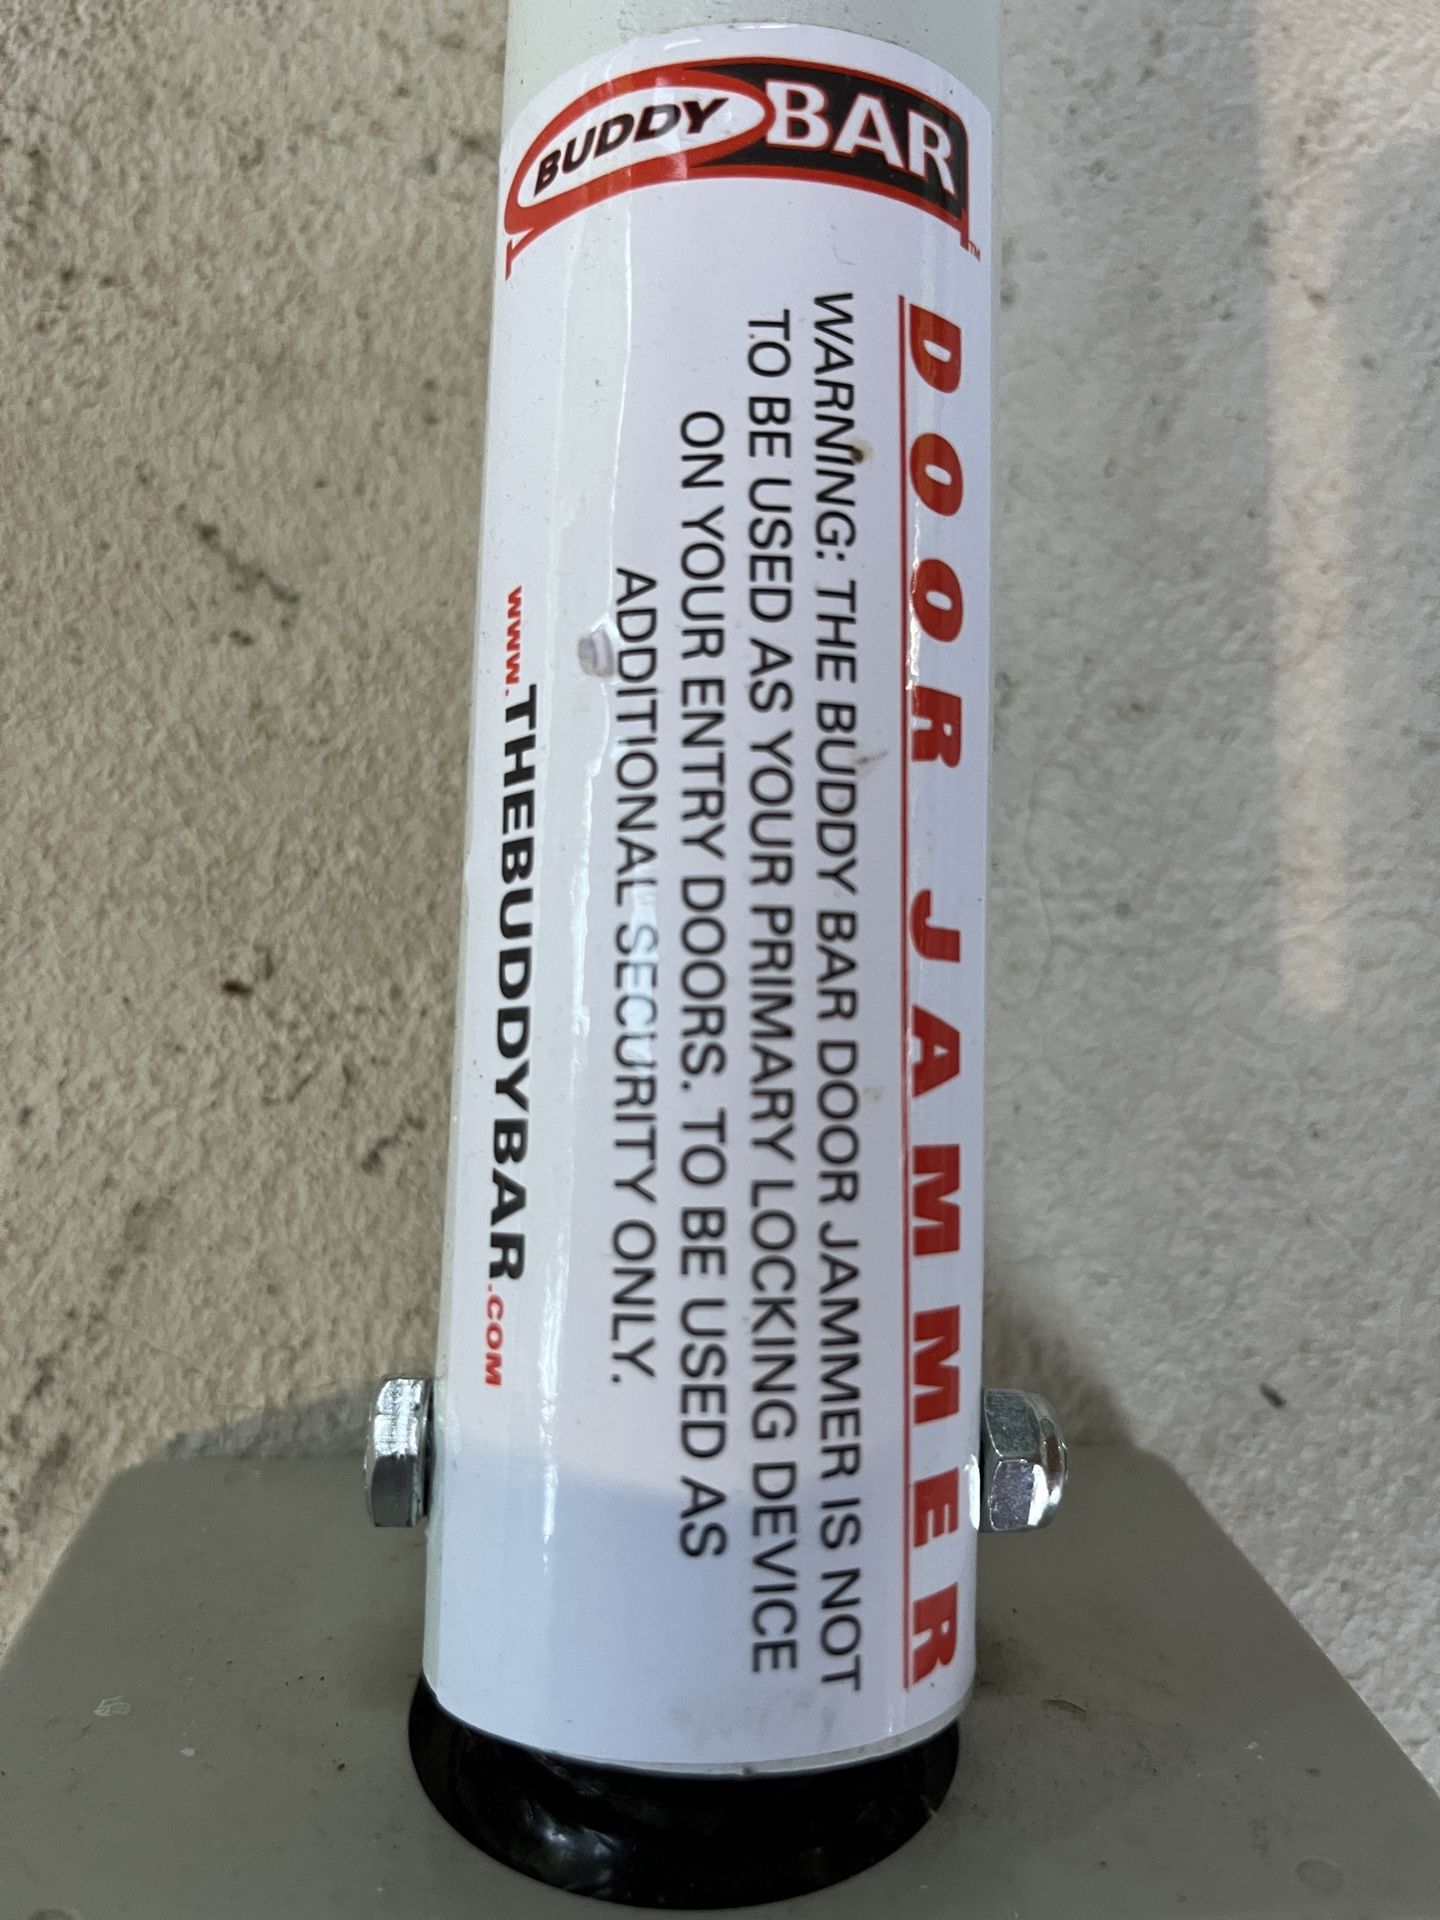 BUDDY BAR™
DOOR JAMMER
WARNING: THE BUDDY BAR DOOR JAMMER IS NOT
TO BE USED AS YOUR PRIMARY LOCKING DEVICE
ON YOUR ENTRY DOORS. TO BE USED AS
ADDITIONAL SECURITY ONLY.
www.THEBUDDYBAR.COM